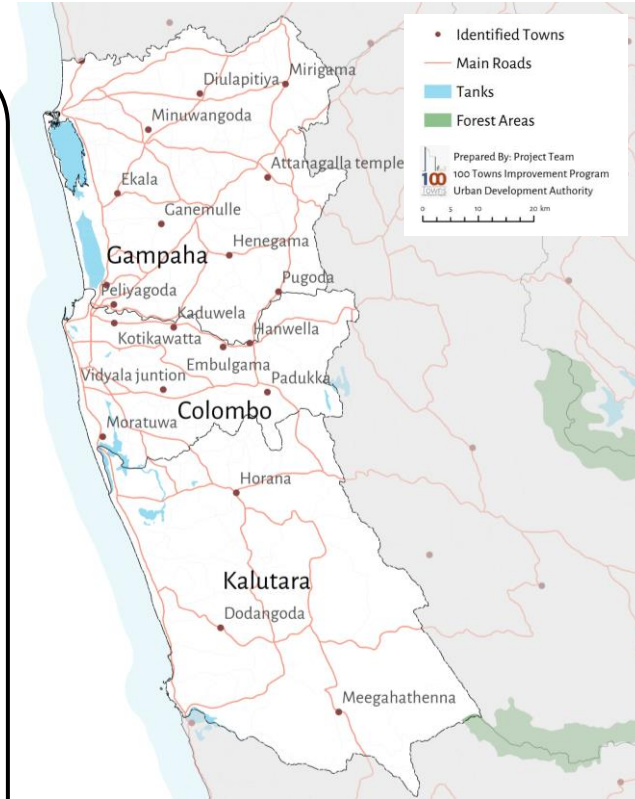 Identified Towns
Main Roads
Tanks
Forest Areas
Prepared By: Project Team
100 Towns Improvement Program
Urban Development Authority
100
TOWNS
0 5 10 20 km
Diulapitiya
Mirigama
Minuwangoda
Attanagalla temple
Ekala
Ganemulle
Henegama
Gampaha
Pugoda
Peliyagoda
Kaduwela
Hanwella
Kotikawatta
Embulgama
Vidyala juntion
Padukka
Colombo
Moratuwa
Horana
Kalutara
Dodangoda
Meegahathenna